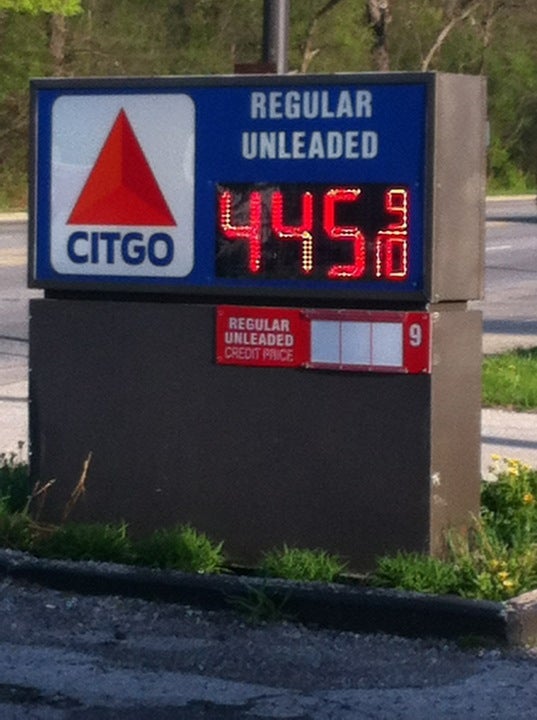 REGULAR
UNLEADED
CITGO
445 9/10
REGULAR
UNLEADED
CREDIT PRICE
9